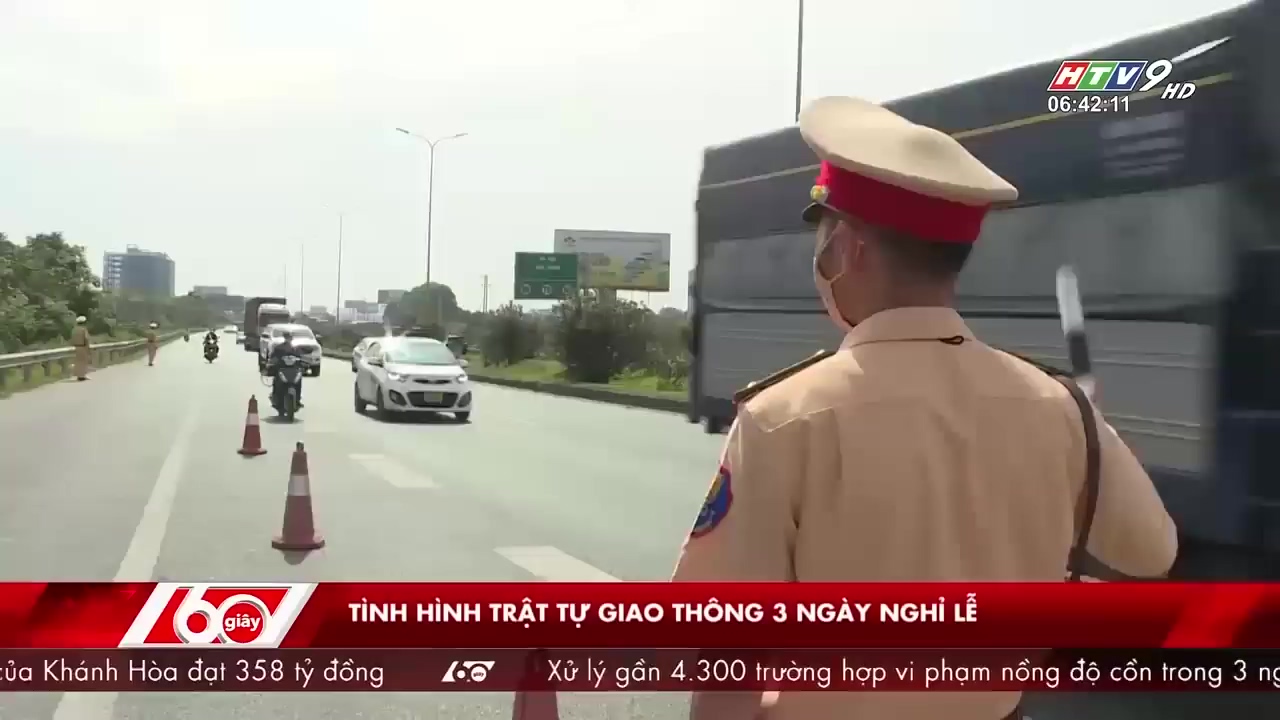 HTV9 HD
06:42:11
60 giây
TÌNH HÌNH TRẬT TỰ GIAO THÔNG 3 NGÀY NGHỈ LỄ
của Khánh Hòa đạt 358 tỷ đồng
60 giây
Xử lý gần 4.300 trường hợp vi phạm nồng độ cồn trong 3 ng